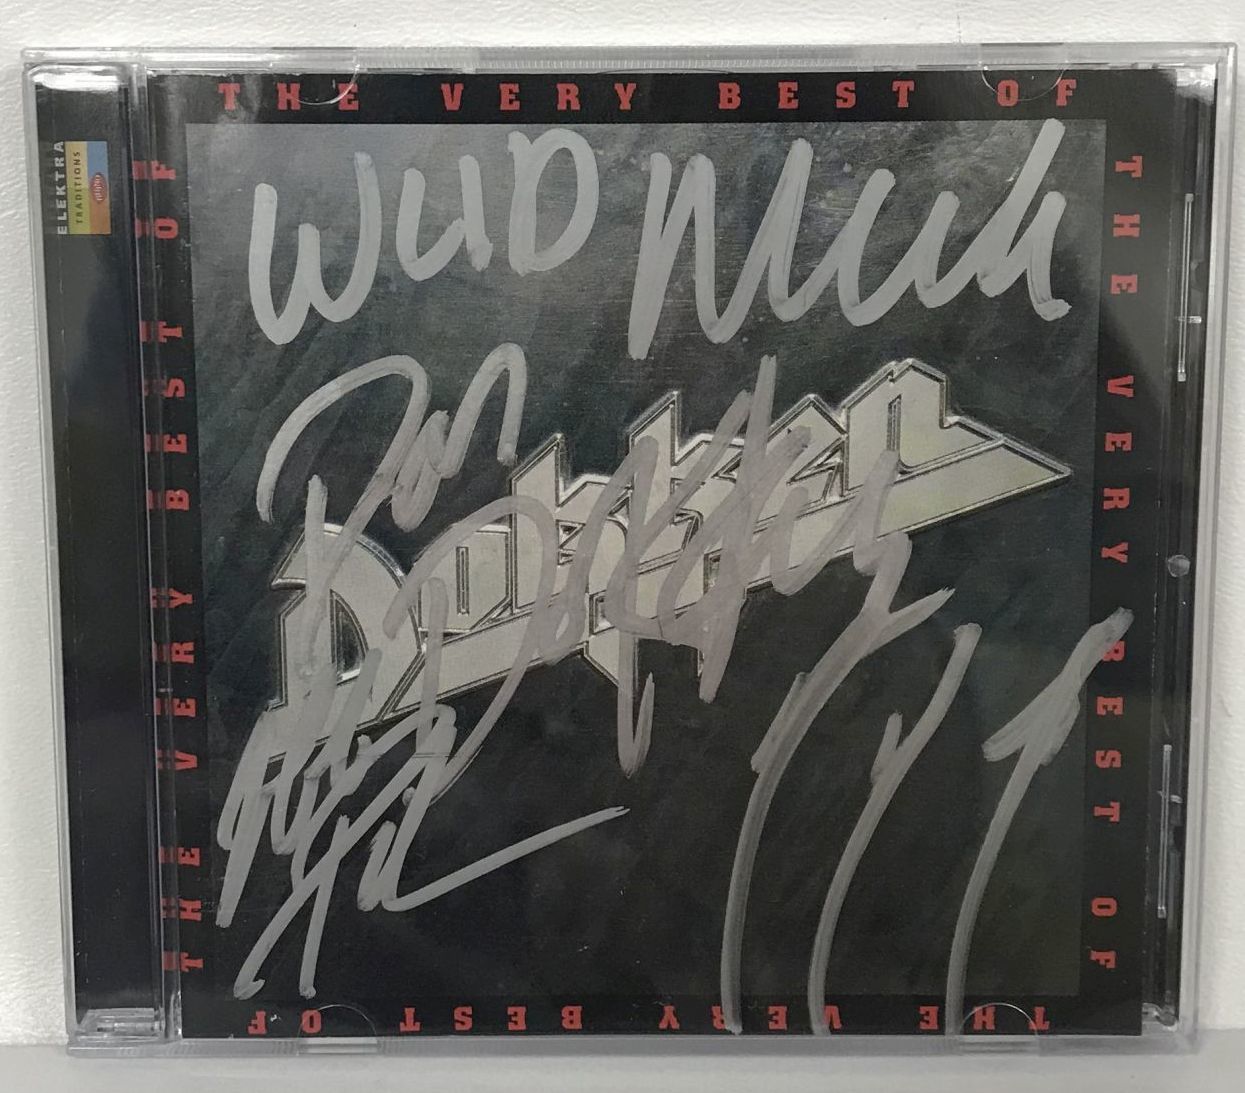 THE VERY BEST OF
THE VERY BEST OF
THE VERY BEST OF
THE VERY BEST OF
ELEKTRA
TRADITIONS
RHINO
WILD MICK
Dokken
Don Dokken